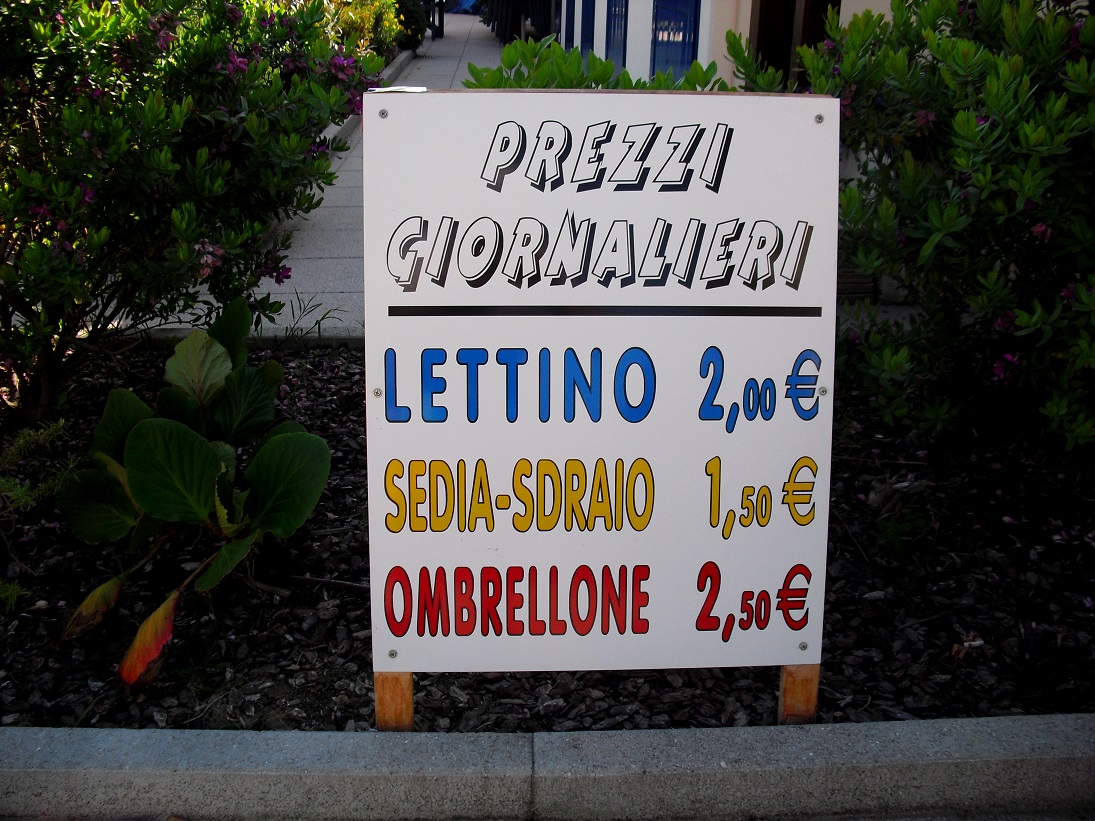 PREZZI
GIORNALIERI
LETTINO 2,00 €
SEDIA-SDRAIO 1,50 €
OMBRELLONE 2,50 €